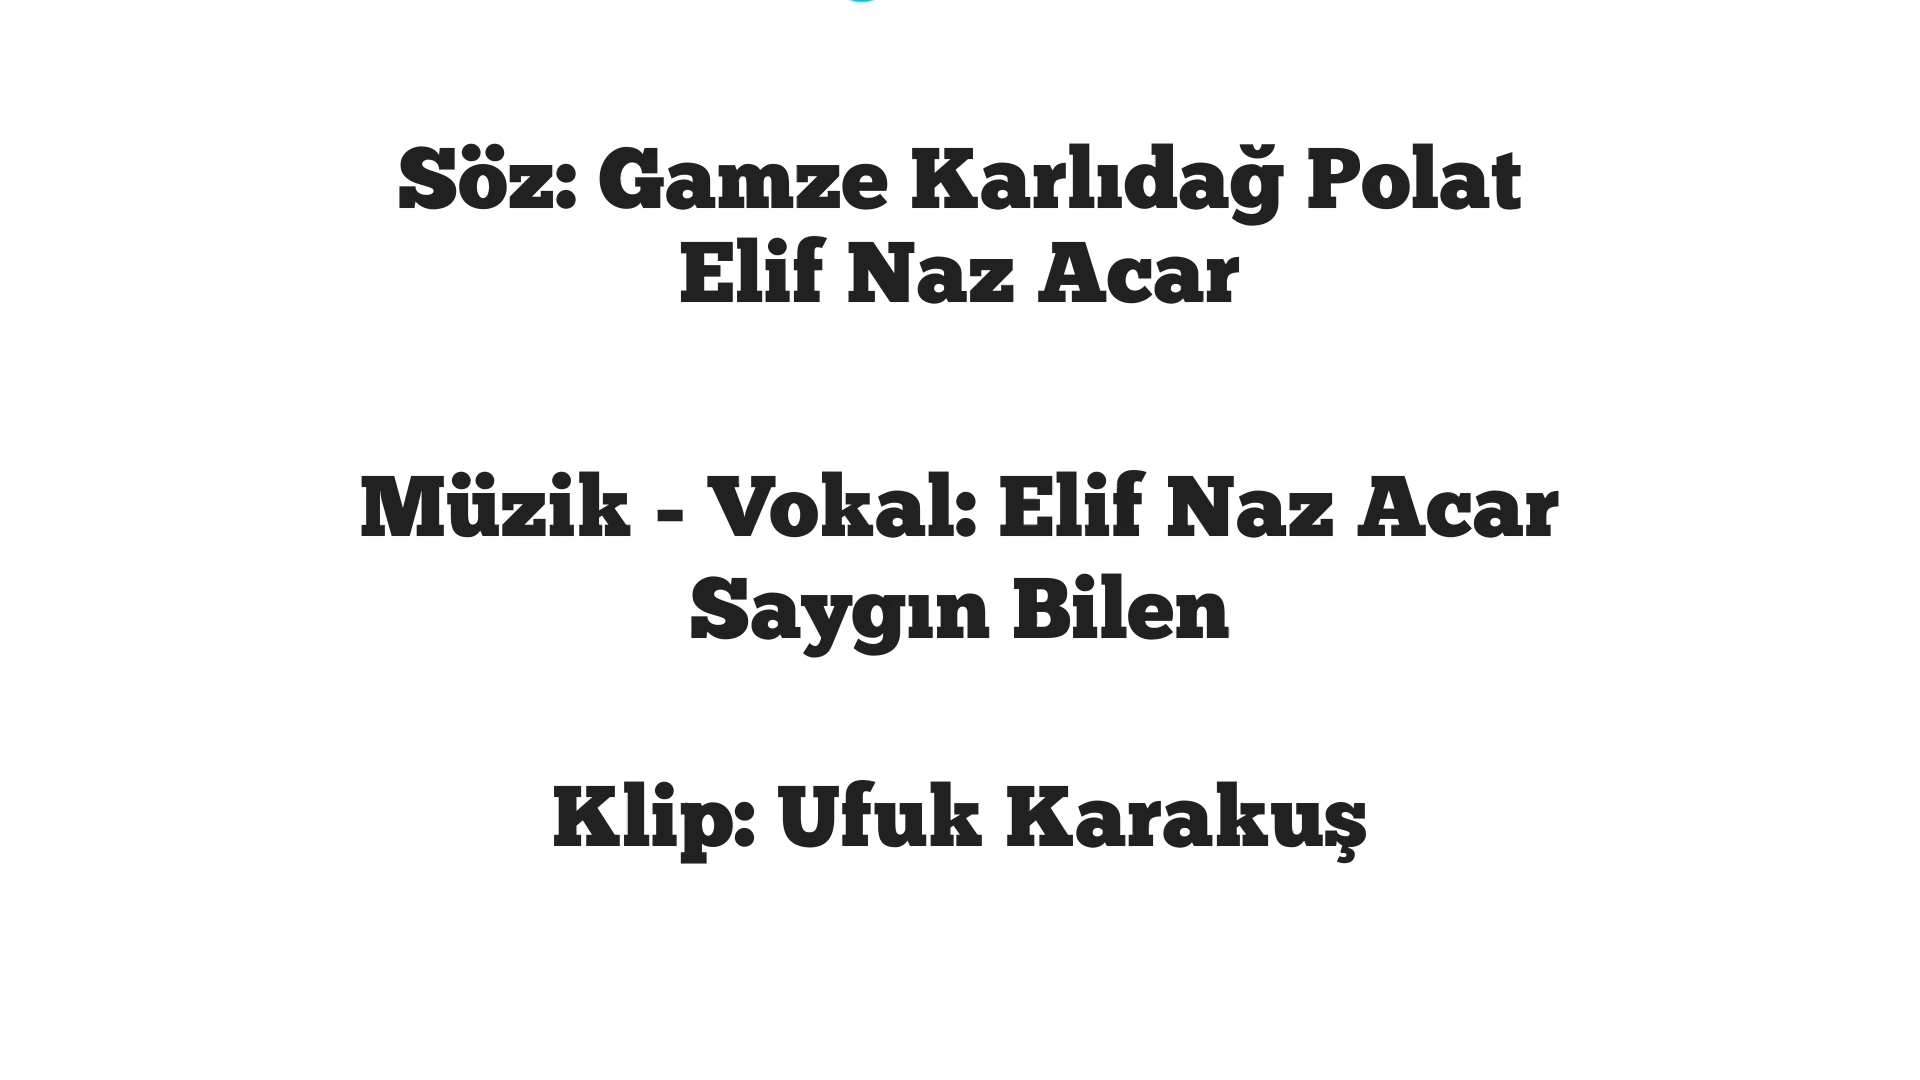 Söz: Gamze Karlıdağ Polat
Elif Naz Acar
Müzik - Vokal: Elif Naz Acar
Saygın Bilen
Klip: Ufuk Karakuş